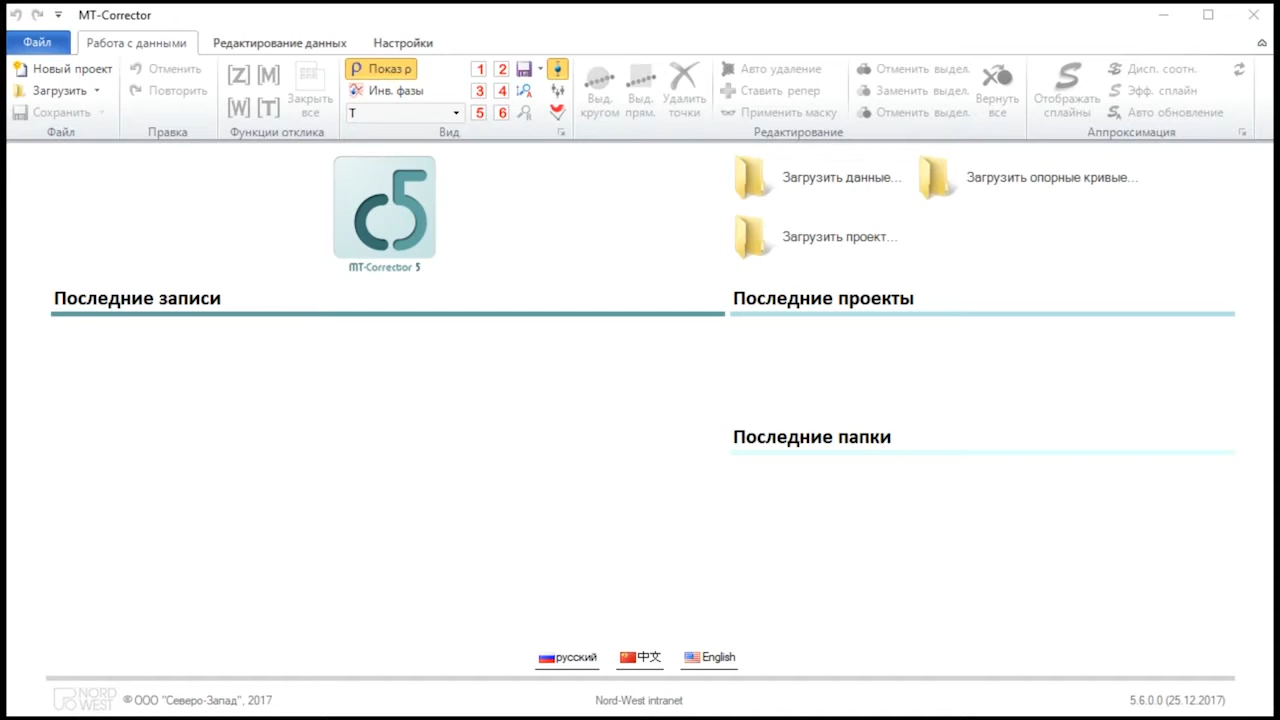 MT-Corrector
Файл Работа с данными Редактирование данных Настройки
Новый проект Отменить [Z] [M] Показ ρ 1 2 Авто удаление Отменить выдел. Дисп. соотн.
Загрузить Повторить Закрыть все Инв. фазы 3 4 Выд. кругом Выд. прям. Удалить точки Ставить репер Заменить выдел. Вернуть все Отображать сплайны Эфф. сплайн
Сохранить [W] [T] T 5 6 Применить маску Отменить выдел. Авто обновление
Файл Правка Функции отклика Вид Редактирование Аппроксимация
Загрузить данные... Загрузить опорные кривые...
Загрузить проект...
MT-Corrector 5
Последние записи Последние проекты
Последние папки
русский 中文 English
NORD WEST © ООО "Северо-Запад", 2017 Nord-West intranet 5.6.0.0 (25.12.2017)